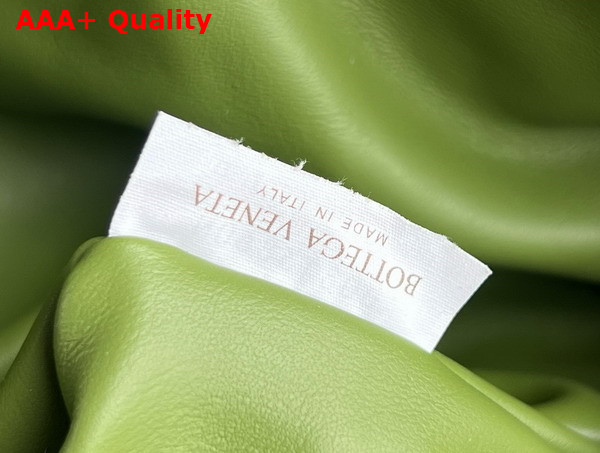 AAA+ Quality
BOTTEGA VENETA
MADE IN ITALY